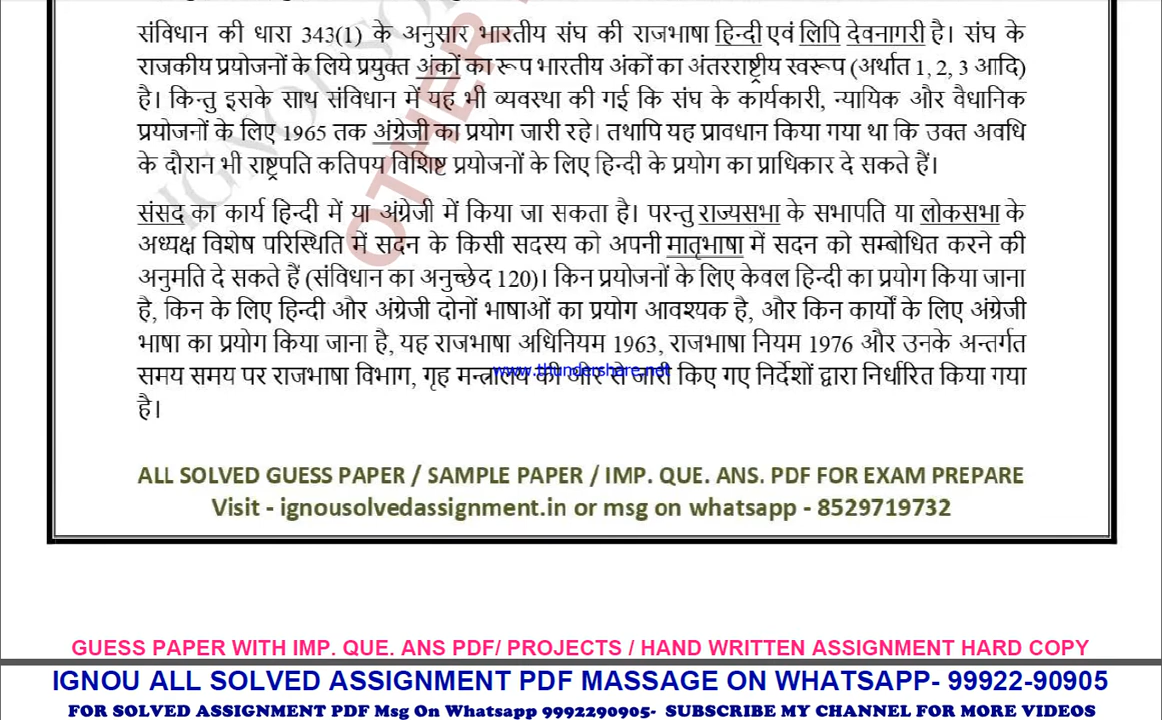 संविधान की धारा 343(1) के अनुसार भारतीय संघ की राजभाषा हिन्दी एवं लिपि देवनागरी है। संघ के
राजकीय प्रयोजनों के लिये प्रयुक्त अंकों का रूप भारतीय अंकों का अंतरराष्ट्रीय स्वरूप (अर्थात 1, 2, 3 आदि)
है। किन्तु इसके साथ संविधान में यह भी व्यवस्था की गई कि संघ के कार्यकारी, न्यायिक और वैधानिक
प्रयोजनों के लिए 1965 तक अंग्रेजी का प्रयोग जारी रहे। तथापि यह प्रावधान किया गया था कि उक्त अवधि
के दौरान भी राष्ट्रपति कतिपय विशिष्ट प्रयोजनों के लिए हिन्दी के प्रयोग का प्राधिकार दे सकते हैं।
संसद का कार्य हिन्दी में या अंग्रेजी में किया जा सकता है। परन्तु राज्यसभा के सभापति या लोकसभा के
अध्यक्ष विशेष परिस्थिति में सदन के किसी सदस्य को अपनी मातृभाषा में सदन को सम्बोधित करने की
अनुमति दे सकते हैं (संविधान का अनुच्छेद 120)। किन प्रयोजनों के लिए केवल हिन्दी का प्रयोग किया जाना
है, किन के लिए हिन्दी और अंग्रेजी दोनों भाषाओं का प्रयोग आवश्यक है, और किन कार्यों के लिए अंग्रेजी
भाषा का प्रयोग किया जाना है, यह राजभाषा अधिनियम 1963, राजभाषा नियम 1976 और उनके अन्तर्गत
समय समय पर राजभाषा विभाग, गृह मन्त्रालय की ओर से जारी किए गए निर्देशों द्वारा निर्धारित किया गया
www.thundershare.net
है।
ALL SOLVED GUESS PAPER / SAMPLE PAPER / IMP. QUE. ANS. PDF FOR EXAM PREPARE
Visit - ignousolvedassignment.in or msg on whatsapp - 8529719732
GUESS PAPER WITH IMP. QUE. ANS PDF/ PROJECTS / HAND WRITTEN ASSIGNMENT HARD COPY
IGNOU ALL SOLVED ASSIGNMENT PDF MASSAGE ON WHATSAPP- 99922-90905
FOR SOLVED ASSIGNMENT PDF Msg On Whatsapp 9992290905- SUBSCRIBE MY CHANNEL FOR MORE VIDEOS
IGNOU
OTHER